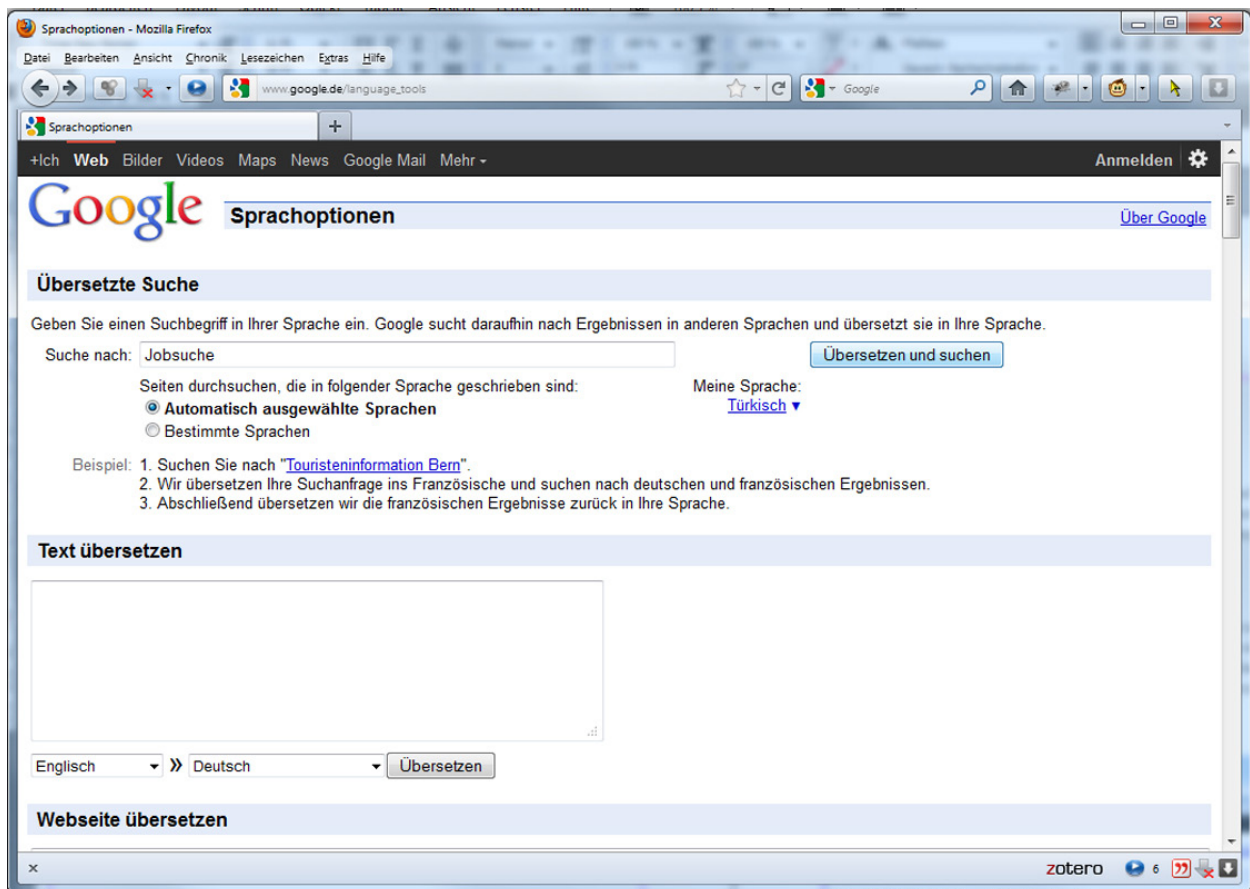 Sprachoptionen - Mozilla Firefox
Datei Bearbeiten Ansicht Chronik Lesezeichen Extras Hilfe
www.google.de/language_tools Google
Sprachoptionen
+Ich Web Bilder Videos Maps News Google Mail Mehr Anmelden
Google Sprachoptionen Über Google
Übersetzte Suche
Geben Sie einen Suchbegriff in Ihrer Sprache ein. Google sucht daraufhin nach Ergebnissen in anderen Sprachen und übersetzt sie in Ihre Sprache.
Suche nach: Jobsuche Übersetzen und suchen
Seiten durchsuchen, die in folgender Sprache geschrieben sind: Meine Sprache:
Automatisch ausgewählte Sprachen Türkisch ▼
Bestimmte Sprachen
Beispiel: 1. Suchen Sie nach "Touristeninformation Bern".
2. Wir übersetzen Ihre Suchanfrage ins Französische und suchen nach deutschen und französischen Ergebnissen.
3. Abschließend übersetzen wir die französischen Ergebnisse zurück in Ihre Sprache.
Text übersetzen
Englisch » Deutsch Übersetzen
Webseite übersetzen
zotero 6